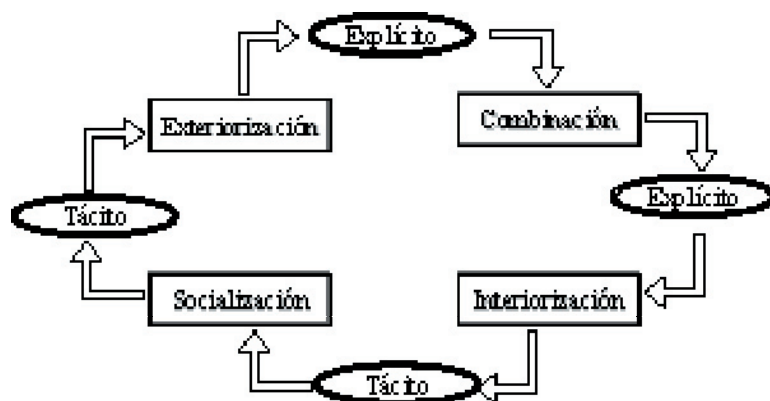 Explícito
Exteriorización
Combinación
Tácito
Explícito
Socialización
Interiorización
Tácito